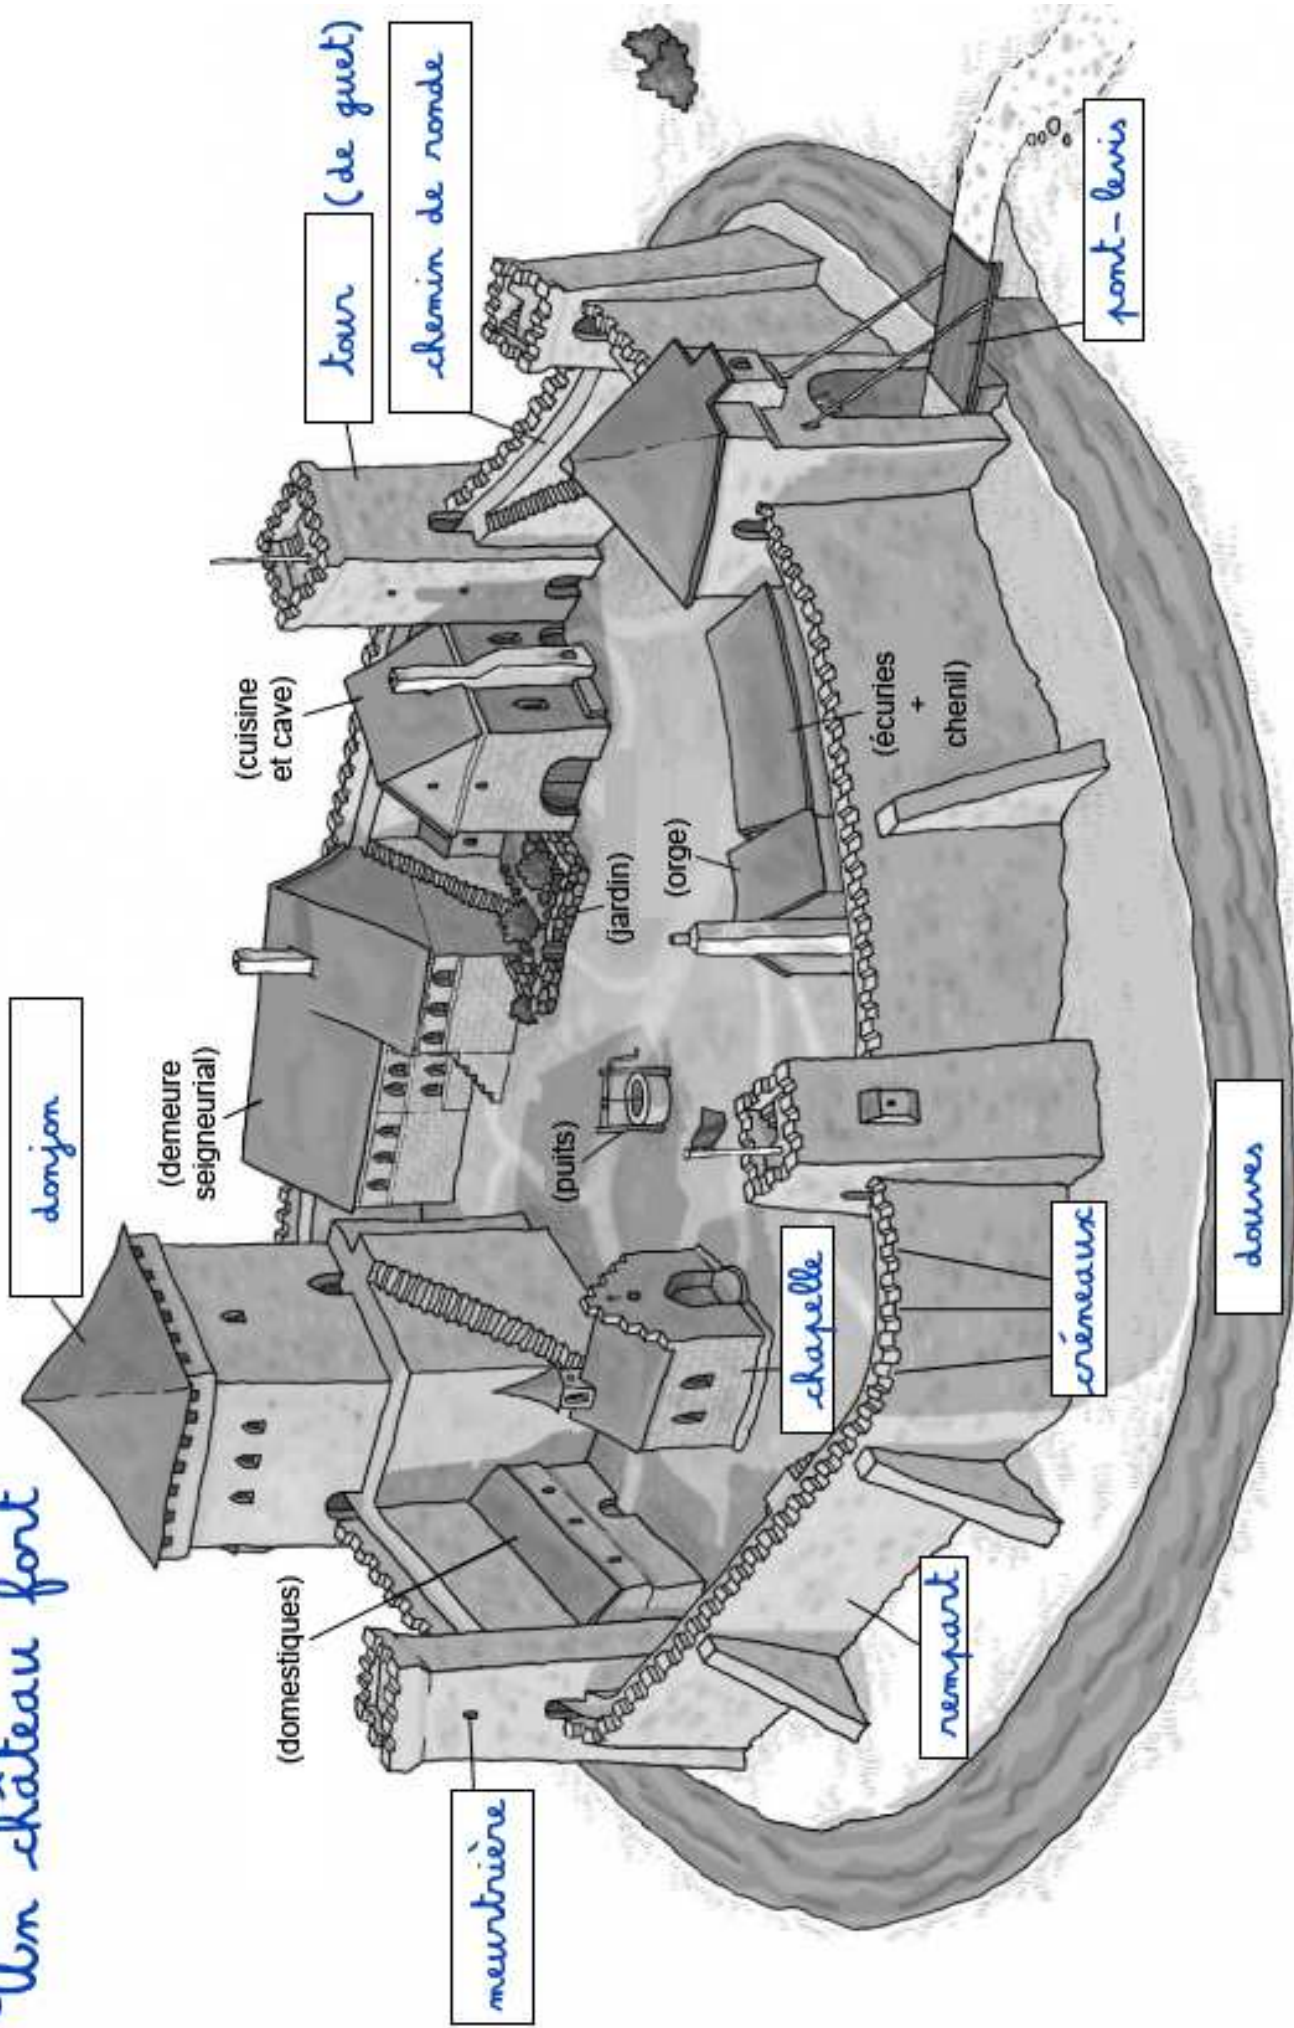 Un château fort
donjon
tour (de guet)
chemin de ronde
(demeure
seigneurial)
(cuisine
et cave)
(domestiques)
meurtrière
(puits)
(jardin)
(orge)
(écuries
+
chenil)
chapelle
pont-levis
rempart
créneaux
douves